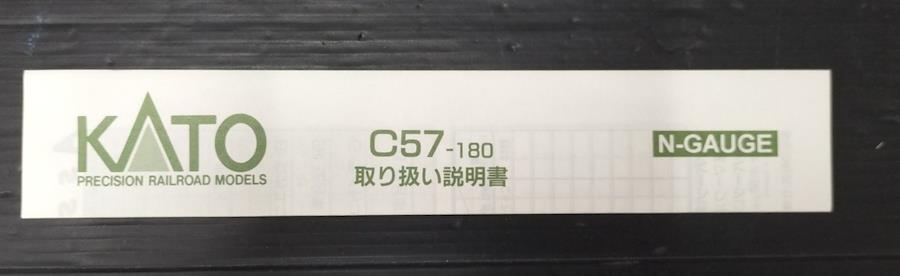 KATO
PRECISION RAILROAD MODELS
C57-180
取り扱い説明書
N-GAUGE